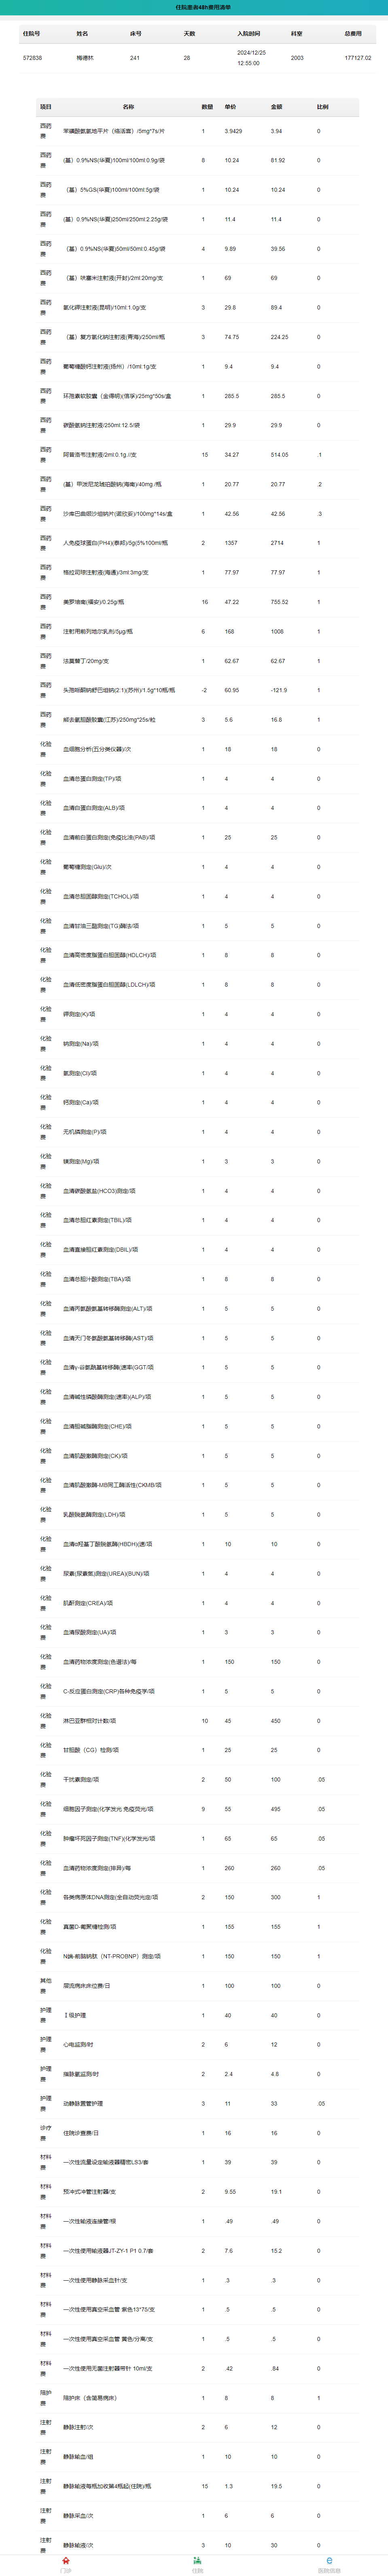 住院患者48h费用清单
住院号 姓名 床号 天数 入院时间 科室 总费用
572838 梅德林 241 28 2024/12/25 12:55:00 2003 177127.02
项目 名称 数量 单价 金额 比例
西药费 苯磺酸氨氯地平片（络活喜）/5mg*7s/片 1 3.9429 3.94 0
西药费 (基）0.9%NS(华夏)100ml/100ml:0.9g/袋 8 10.24 81.92 0
西药费 （基）5%GS(华夏)100ml/100ml:5g/袋 1 10.24 10.24 0
西药费 (基）0.9%NS(华夏)250ml/250ml:2.25g/袋 1 11.4 11.4 0
西药费 （基）0.9%NS(华夏)50ml/50ml:0.45g/袋 4 9.89 39.56 0
西药费 （基）呋塞米注射液(开封)/2ml:20mg/支 1 69 69 0
西药费 氯化钾注射液(昆明)/10ml:1.0g/支 3 29.8 89.4 0
西药费 （基）复方氯化钠注射液(青海)/250ml/瓶 3 74.75 224.25 0
西药费 葡萄糖酸钙注射液(扬州）/10ml:1g/支 1 9.4 9.4 0
西药费 环孢素软胶囊（金得明)(信孚)/25mg*50s/盒 1 285.5 285.5 0
西药费 碳酸氢钠注射液/250ml:12.5/袋 1 29.9 29.9 0
西药费 阿昔洛韦注射液/2ml:0.1g://支 15 34.27 514.05 .1
西药费 (基）甲泼尼龙琥珀酸钠(海南)/40mg /瓶 1 20.77 20.77 .2
西药费 沙库巴曲缬沙坦钠片(诺欣妥)/100mg*14s/盒 1 42.56 42.56 .3
西药费 人免疫球蛋白(PH4)(泰邦)/5g(5%100ml/瓶 2 1357 2714 1
西药费 格拉司琼注射液(海通)/3ml:3mg/支 1 77.97 77.97 1
西药费 美罗培南(福安)/0.25g/瓶 16 47.22 755.52 1
西药费 注射用前列地尔乳剂/5μg/瓶 6 168 1008 1
西药费 法莫替丁/20mg/支 1 62.67 62.67 1
西药费 头孢哌酮钠舒巴坦钠(2:1)(苏州)/1.5g*10瓶/瓶 -2 60.95 -121.9 1
西药费 熊去氧胆酸胶囊(江苏)/250mg*25s/粒 3 5.6 16.8 1
化验费 血细胞分析(五分类仪器)/次 1 18 18 0
化验费 血清总蛋白测定(TP)/项 1 4 4 0
化验费 血清白蛋白测定(ALB)/项 1 4 4 0
化验费 血清前白蛋白测定(免疫比浊(PAB)/项 1 25 25 0
化验费 葡萄糖测定(Glu)/次 1 4 4 0
化验费 血清总胆固醇测定(TCHOL)/项 1 4 4 0
化验费 血清甘油三酯测定(TG)酶法/项 1 5 5 0
化验费 血清高密度脂蛋白胆固醇(HDLCH)/项 1 8 8 0
化验费 血清低密度脂蛋白胆固醇(LDLCH)/项 1 8 8 0
化验费 钾测定(K)/项 1 4 4 0
化验费 钠测定(Na)/项 1 4 4 0
化验费 氯测定(Cl)/项 1 4 4 0
化验费 钙测定(Ca)/项 1 4 4 0
化验费 无机磷测定(P)/项 1 4 4 0
化验费 镁测定(Mg)/项 1 3 3 0
化验费 血清碳酸氢盐(HCO3)测定/项 1 4 4 0
化验费 血清总胆红素测定(TBIL)/项 1 4 4 0
化验费 血清直接胆红素测定(DBIL)/项 1 4 4 0
化验费 血清总胆汁酸测定(TBA)/项 1 8 8 0
化验费 血清丙氨酸氨基转移酶测定(ALT)/项 1 5 5 0
化验费 血清天门冬氨酸氨基转移酶(AST)/项 1 5 5 0
化验费 血清γ-谷氨酰基转移酶(速率(GGT/项 1 5 5 0
化验费 血清碱性磷酸酶测定(速率)(ALP)/项 1 5 5 0
化验费 血清胆碱脂酶测定(CHE)/项 1 5 5 0
化验费 血清肌酸激酶测定(CK)/项 1 5 5 0
化验费 血清肌酸激酶-MB同工酶活性(CKMB/项 1 5 5 0
化验费 乳酸脱氢酶测定(LDH)/项 1 5 5 0
化验费 血清α羟基丁酸脱氢酶(HBDH)(速/项 1 10 10 0
化验费 尿素(尿素氮)测定(UREA)(BUN)/项 1 4 4 0
化验费 肌酐测定(CREA)/项 1 4 4 0
化验费 血清尿酸测定(UA)/项 1 3 3 0
化验费 血清药物浓度测定(色谱法)/每 1 150 150 0
化验费 C-反应蛋白测定(CRP)各种免疫学/项 1 5 5 0
化验费 淋巴亚群相对计数/项 10 45 450 0
化验费 甘胆酸（CG）检测/项 1 25 25 0
化验费 干扰素测定/项 2 50 100 .05
化验费 细胞因子测定(化学发光 免疫荧光/项 9 55 495 .05
化验费 肿瘤坏死因子测定(TNF)(化学发光/项 1 65 65 .05
化验费 血清药物浓度测定(排异)/每 1 260 260 .05
化验费 各类病原体DNA测定(全自动荧光定/项 2 150 300 1
化验费 真菌D-葡聚糖检测/项 1 155 155 1
化验费 N端-前脑钠肽（NT-PROBNP）测定/项 1 150 150 1
其他费 层流病床床位费/日 1 100 100 0
护理费 Ⅰ级护理 1 40 40 0
护理费 心电监测/时 2 6 12 0
护理费 指脉氧监测/时 2 2.4 4.8 0
护理费 动静脉置管护理 3 11 33 .05
诊疗费 住院诊查费/日 1 16 16 0
材料费 一次性流量设定输液器精密LS3/套 1 39 39 0
材料费 预冲式冲管注射器/支 2 9.55 19.1 0
材料费 一次性输液连接管/根 1 .49 .49 0
材料费 一次性使用输液器JT-ZY-1 P1 0.7/套 2 7.6 15.2 0
材料费 一次性使用静脉采血针/支 1 .3 .3 0
材料费 一次性使用真空采血管 紫色13*75/支 1 .5 .5 0
材料费 一次性使用真空采血管 黄色/分离/支 1 .5 .5 0
材料费 一次性使用无菌注射器带针 10ml/支 2 .42 .84 0
陪护费 陪护床（含简易病床） 1 8 8 1
注射费 静脉注射/次 2 6 12 0
注射费 静脉输血/组 1 10 10 0
注射费 静脉输液每瓶加收第4瓶起(住院)/瓶 15 1.3 19.5 0
注射费 静脉采血/次 1 6 6 0
注射费 静脉输液/次 3 10 30 0
门诊 住院 医院信息